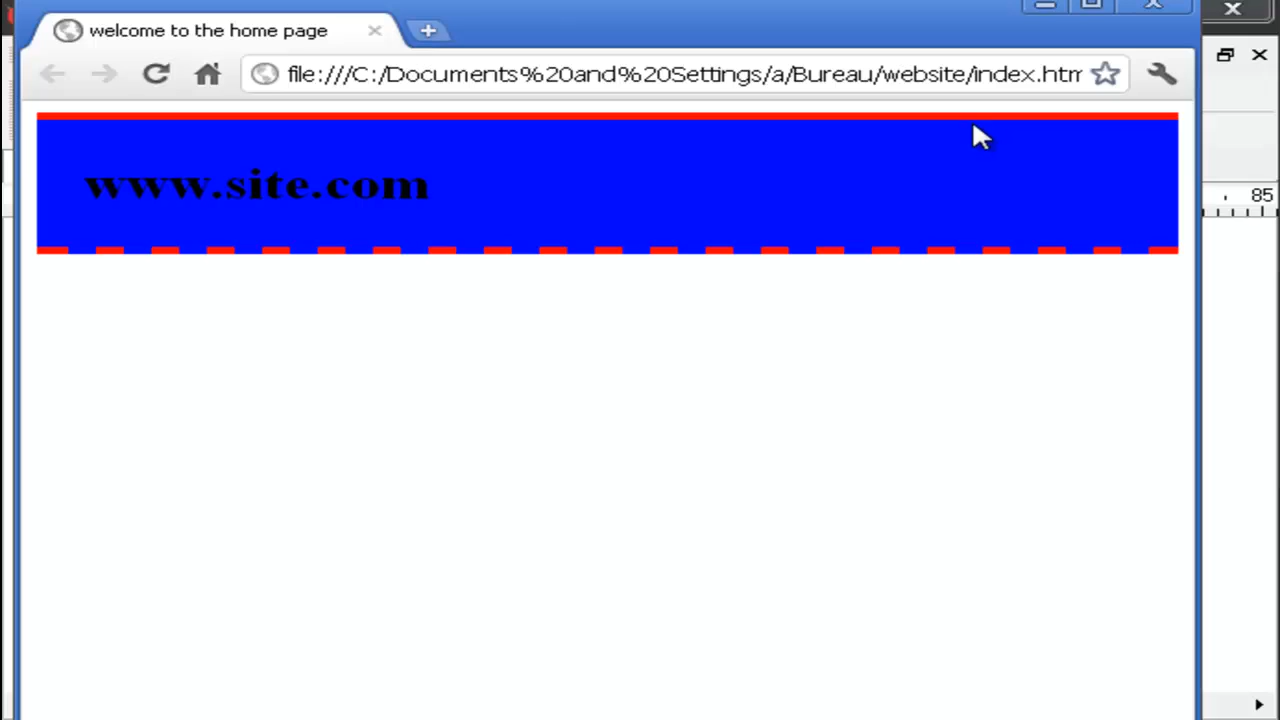 welcome to the home page
file:///C:/Documents%20and%20Settings/a/Bureau/website/index.htm
85
www.site.com